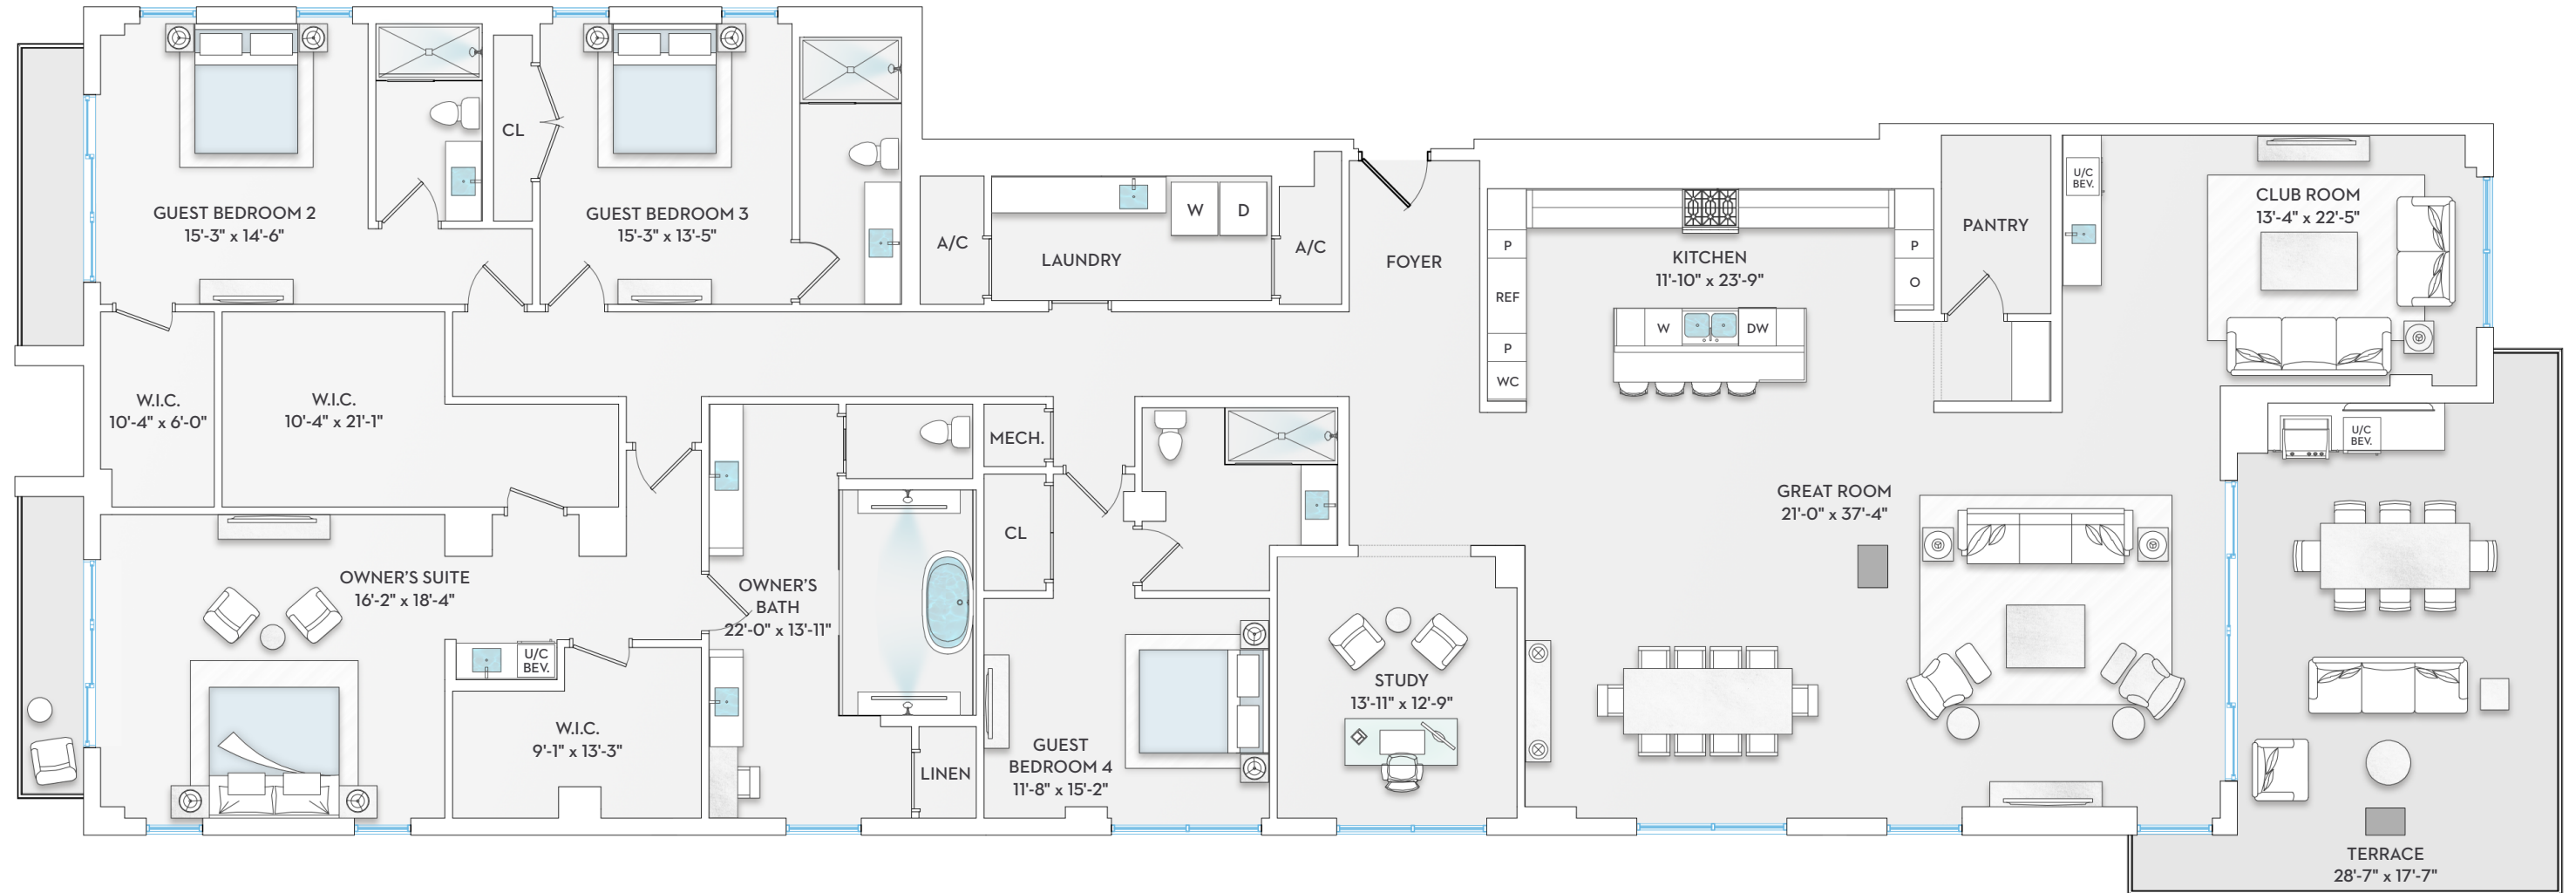 GUEST BEDROOM 2
15'-3" x 14'-6"
CL
GUEST BEDROOM 3
15'-3" x 13'-5"
A/C
LAUNDRY
W
D
A/C
FOYER
P
REF
P
WC
KITCHEN
11'-10" x 23'-9"
W
DW
P
O
PANTRY
U/C
BEV.
CLUB ROOM
13'-4" x 22'-5"
W.I.C.
10'-4" x 6'-0"
W.I.C.
10'-4" x 21'-1"
MECH.
CL
U/C
BEV.
GREAT ROOM
21'-0" x 37'-4"
OWNER'S SUITE
16'-2" x 18'-4"
OWNER'S
BATH
22'-0" x 13'-11"
U/C
BEV.
W.I.C.
9'-1" x 13'-3"
LINEN
GUEST
BEDROOM 4
11'-8" x 15'-2"
STUDY
13'-11" x 12'-9"
TERRACE
28'-7" x 17'-7"